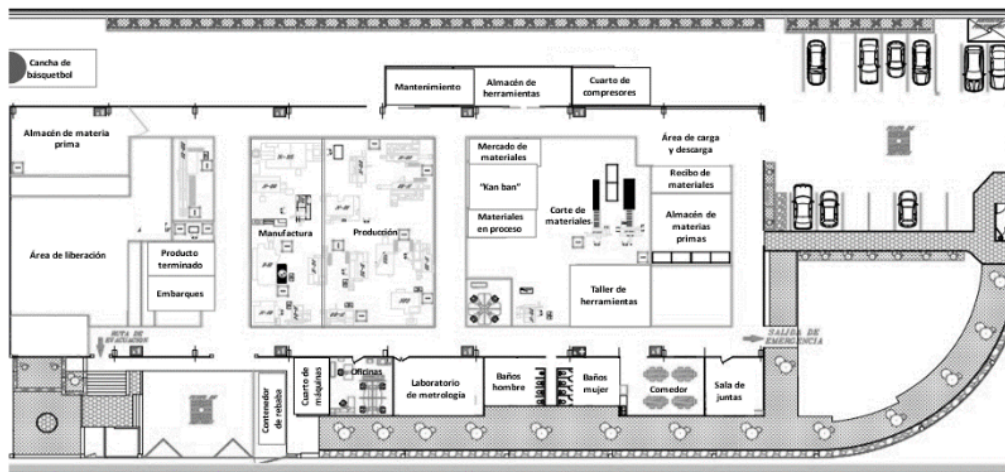 Cancha de
básquetbol
Mantenimiento
Almacén de
herramientas
Cuarto de
compresores
Almacén de materia
prima
Mercado de
materiales
Área de carga
y descarga
"Kan ban"
Recibo de
materiales
Materiales
en proceso
Corte de
materiales
Almacén de
materias
primas
Manufactura
Producción
Área de liberación
Producto
terminado
Embarques
Taller de
herramientas
RUTA DE
EVACUACION
SALIDA DE
EMERGENCIA
Contenedor
de rebaba
Cuarto de
máquinas
Oficinas
Laboratorio
de metrología
Baños
hombre
Baños
mujer
Comedor
Sala de
juntas